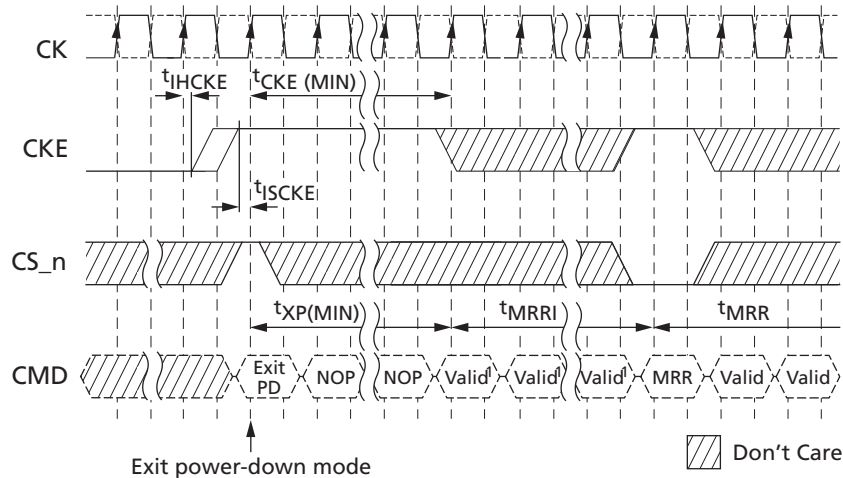 CK
tIHCKE
tCKE (MIN)
CKE
tISCKE
CS_n
tXP(MIN)
tMRRI
tMRR
CMD
Exit PD
NOP
NOP
Valid1
Valid1
Valid1
MRR
Valid
Valid
Exit power-down mode
Don't Care